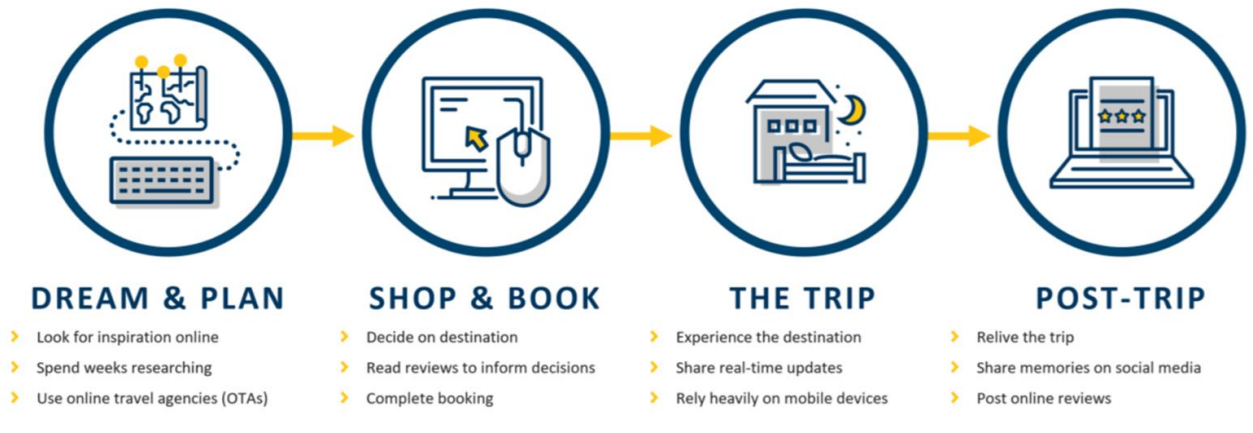 DREAM & PLAN
Look for inspiration online
Spend weeks researching
Use online travel agencies (OTAs)
SHOP & BOOK
Decide on destination
Read reviews to inform decisions
Complete booking
THE TRIP
Experience the destination
Share real-time updates
Rely heavily on mobile devices
POST-TRIP
Relive the trip
Share memories on social media
Post online reviews